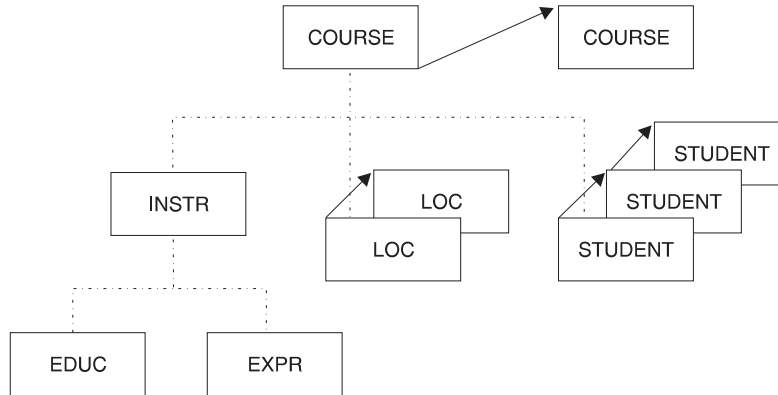 COURSE
COURSE
STUDENT
INSTR
LOC
STUDENT
LOC
STUDENT
EDUC
EXPR